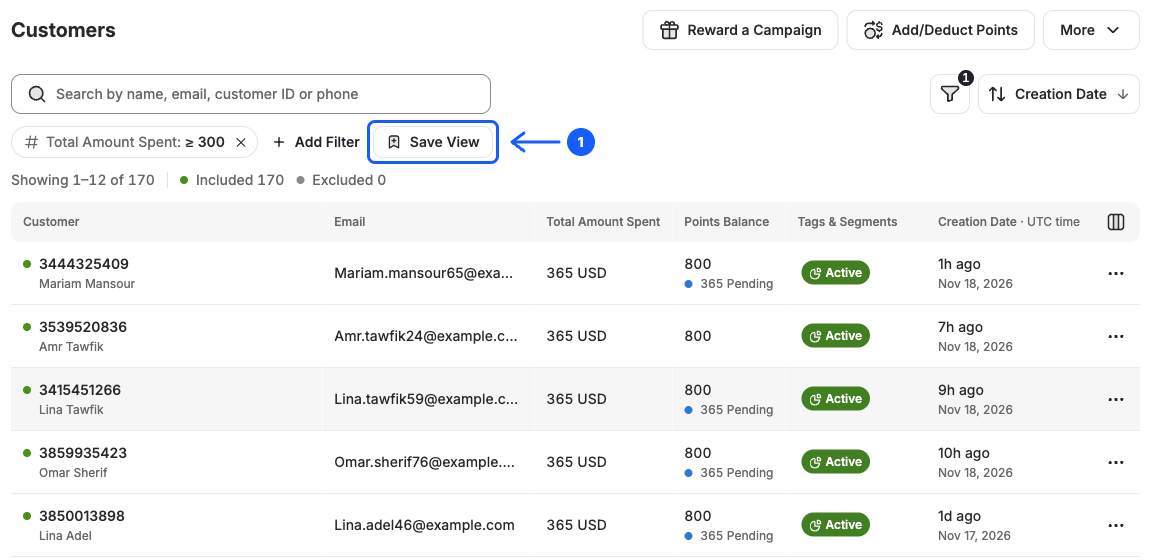 Customers
Reward a Campaign
Add/Deduct Points
More
Search by name, email, customer ID or phone
1
Creation Date
# Total Amount Spent: ≥ 300
+ Add Filter
Save View
1
Showing 1–12 of 170
Included 170
Excluded 0
Customer Email Total Amount Spent Points Balance Tags & Segments Creation Date · UTC time
3444325409 Mariam.mansour65@exa... 365 USD 800 Active 1h ago
Mariam Mansour 365 Pending Nov 18, 2026
3539520836 Amr.tawfik24@example.c... 365 USD 800 Active 7h ago
Amr Tawfik Nov 18, 2026
3415451266 Lina.tawfik59@example.c... 365 USD 800 Active 9h ago
Lina Tawfik 365 Pending Nov 18, 2026
3859935423 Omar.sherif76@example.... 365 USD 800 Active 10h ago
Omar Sherif 365 Pending Nov 18, 2026
3850013898 Lina.adel46@example.com 365 USD 800 Active 1d ago
Lina Adel 365 Pending Nov 17, 2026